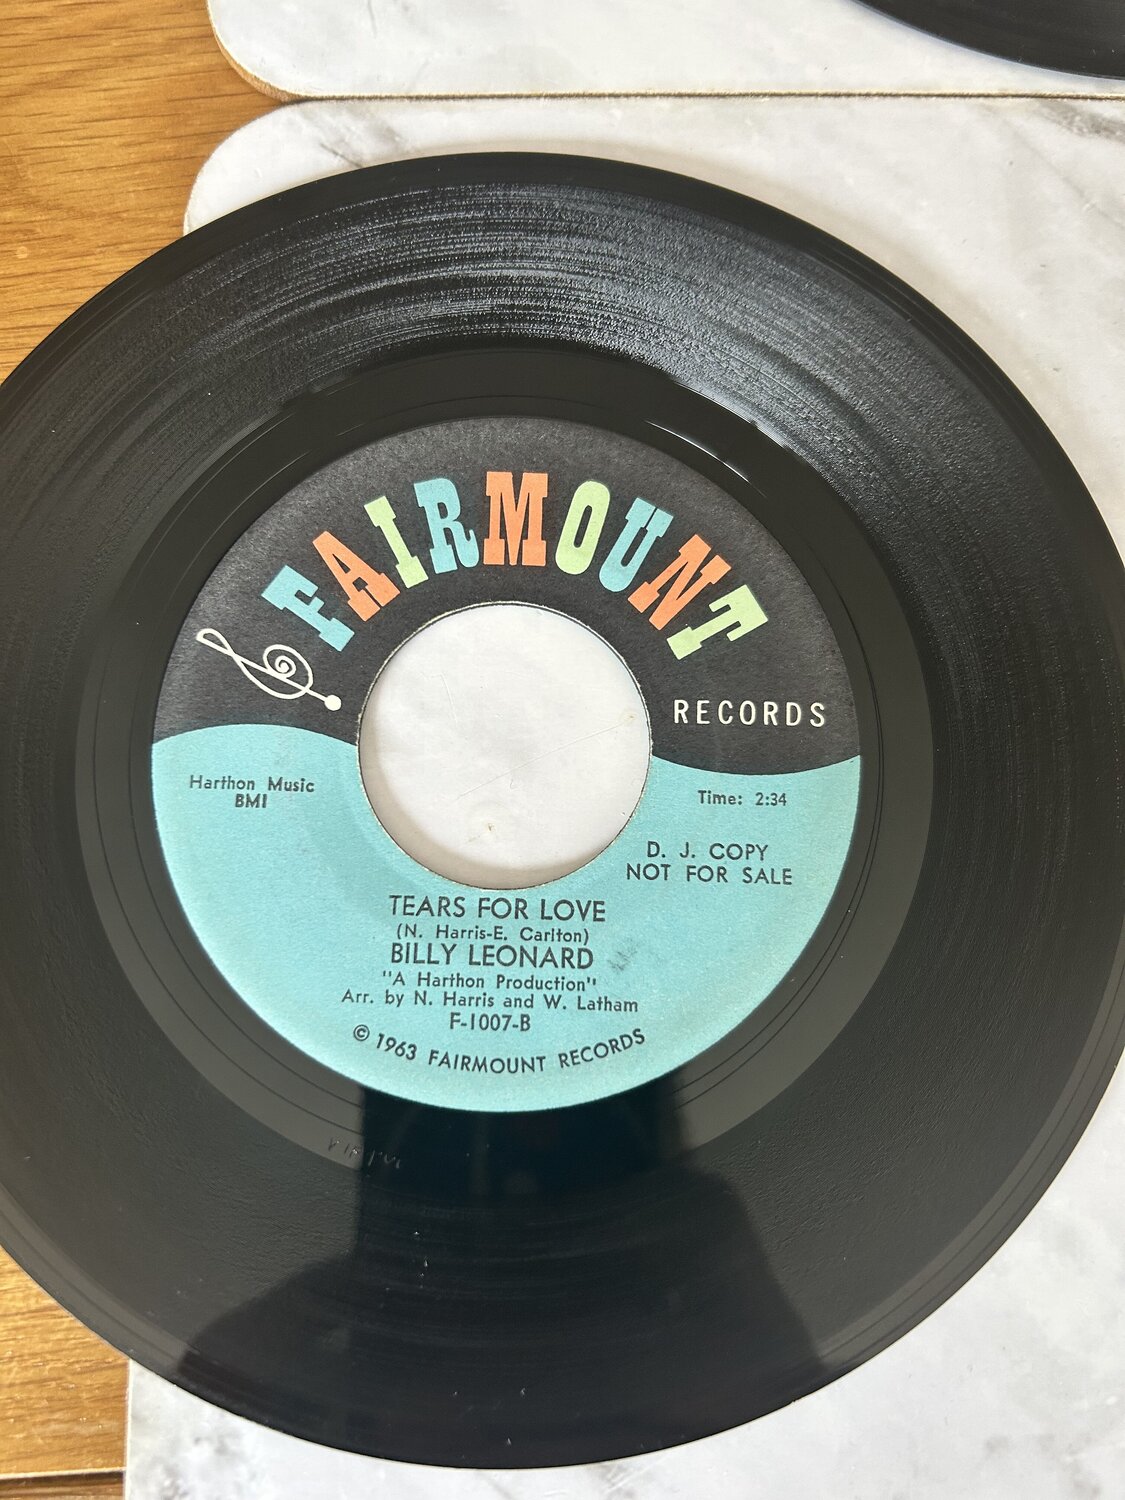 FAIRMOUNT
RECORDS
Harthon Music
BMI
Time: 2:34
D. J. COPY
NOT FOR SALE
TEARS FOR LOVE
(N. Harris-E. Carlton)
BILLY LEONARD
"A Harthon Production"
Arr. by N. Harris and W. Latham
F-1007-B
© 1963 FAIRMOUNT RECORDS